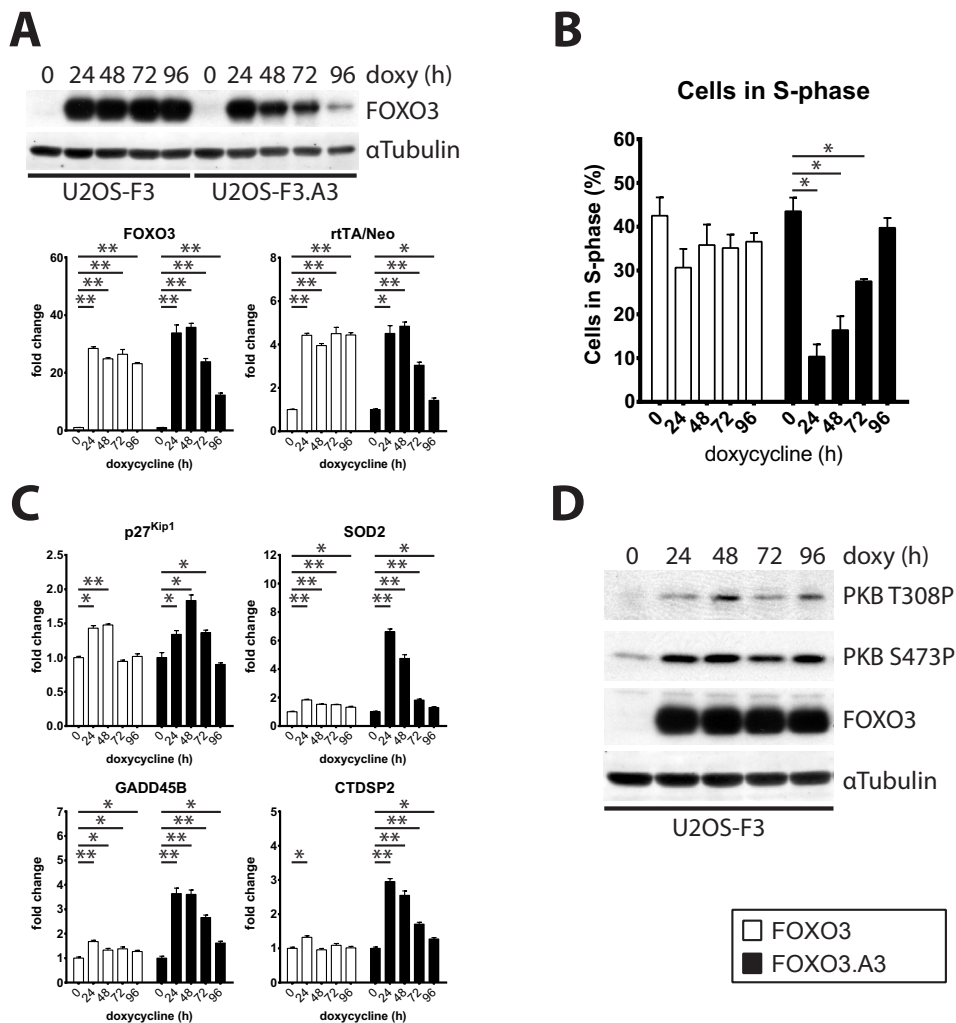 A
0 24 48 72 96 0 24 48 72 96 doxy (h)
FOXO3
αTubulin
U2OS-F3 U2OS-F3.A3
FOXO3
** ** ** ** ** ** ** **
fold change
60
40
20
0
0 24 48 72 96 0 24 48 72 96
doxycycline (h)
rtTA/Neo
** ** ** ** * ** ** *
fold change
8
6
4
2
0
0 24 48 72 96 0 24 48 72 96
doxycycline (h)
B
Cells in S-phase
* * *
Cells in S-phase (%)
60
50
40
30
20
10
0
0 24 48 72 96 0 24 48 72 96
doxycycline (h)
C
p27Kip1
** * * * *
fold change
2.5
2.0
1.5
1.0
0.5
0.0
0 24 48 72 96 0 24 48 72 96
doxycycline (h)
SOD2
* ** ** ** * ** ** **
fold change
12
10
8
6
4
2
0
0 24 48 72 96 0 24 48 72 96
doxycycline (h)
GADD45B
* * * ** * ** ** **
fold change
7
6
5
4
3
2
1
0
0 24 48 72 96 0 24 48 72 96
doxycycline (h)
CTDSP2
* * ** ** **
fold change
5
4
3
2
1
0
0 24 48 72 96 0 24 48 72 96
doxycycline (h)
D
0 24 48 72 96 doxy (h)
PKB T308P
PKB S473P
FOXO3
αTubulin
U2OS-F3
FOXO3
FOXO3.A3